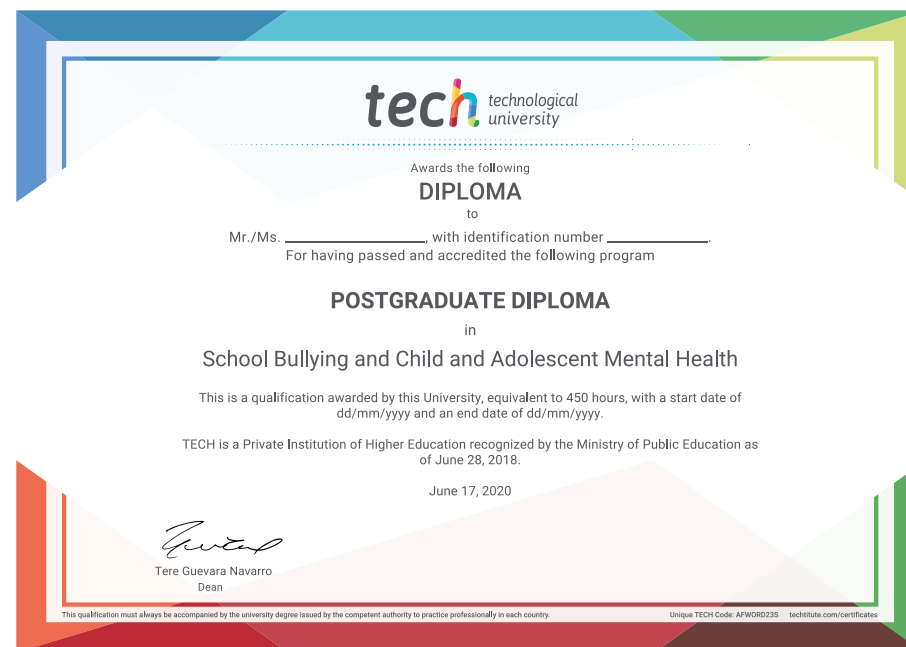 tech technological
university
Awards the following
DIPLOMA
to
Mr./Ms. ____________________, with identification number ______________.
For having passed and accredited the following program
POSTGRADUATE DIPLOMA
in
School Bullying and Child and Adolescent Mental Health
This is a qualification awarded by this University, equivalent to 450 hours, with a start date of
dd/mm/yyyy and an end date of dd/mm/yyyy.
TECH is a Private Institution of Higher Education recognized by the Ministry of Public Education as
of June 28, 2018.
June 17, 2020
Tere Guevara Navarro
Dean
This qualification must always be accompanied by the university degree issued by the competent authority to practice professionally in each country. Unique TECH Code: AFWORD23S techtitute.com/certificates